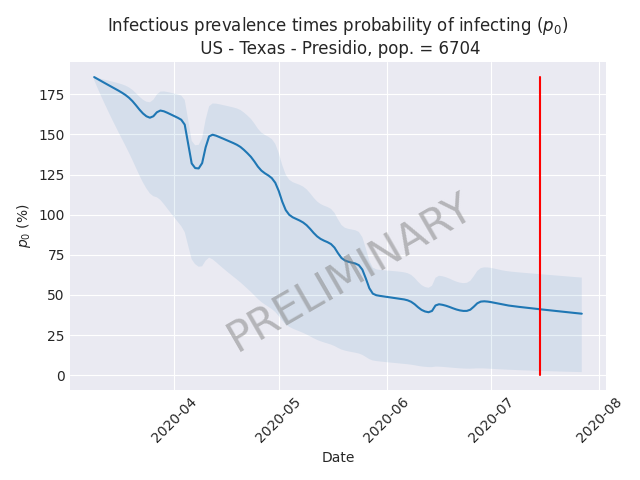 Infectious prevalence times probability of infecting (p₀)
US - Texas - Presidio, pop. = 6704
175
150
125
100
75
50
25
0
p₀ (%)
PRELIMINARY
2020-04
2020-05
2020-06
2020-07
2020-08
Date